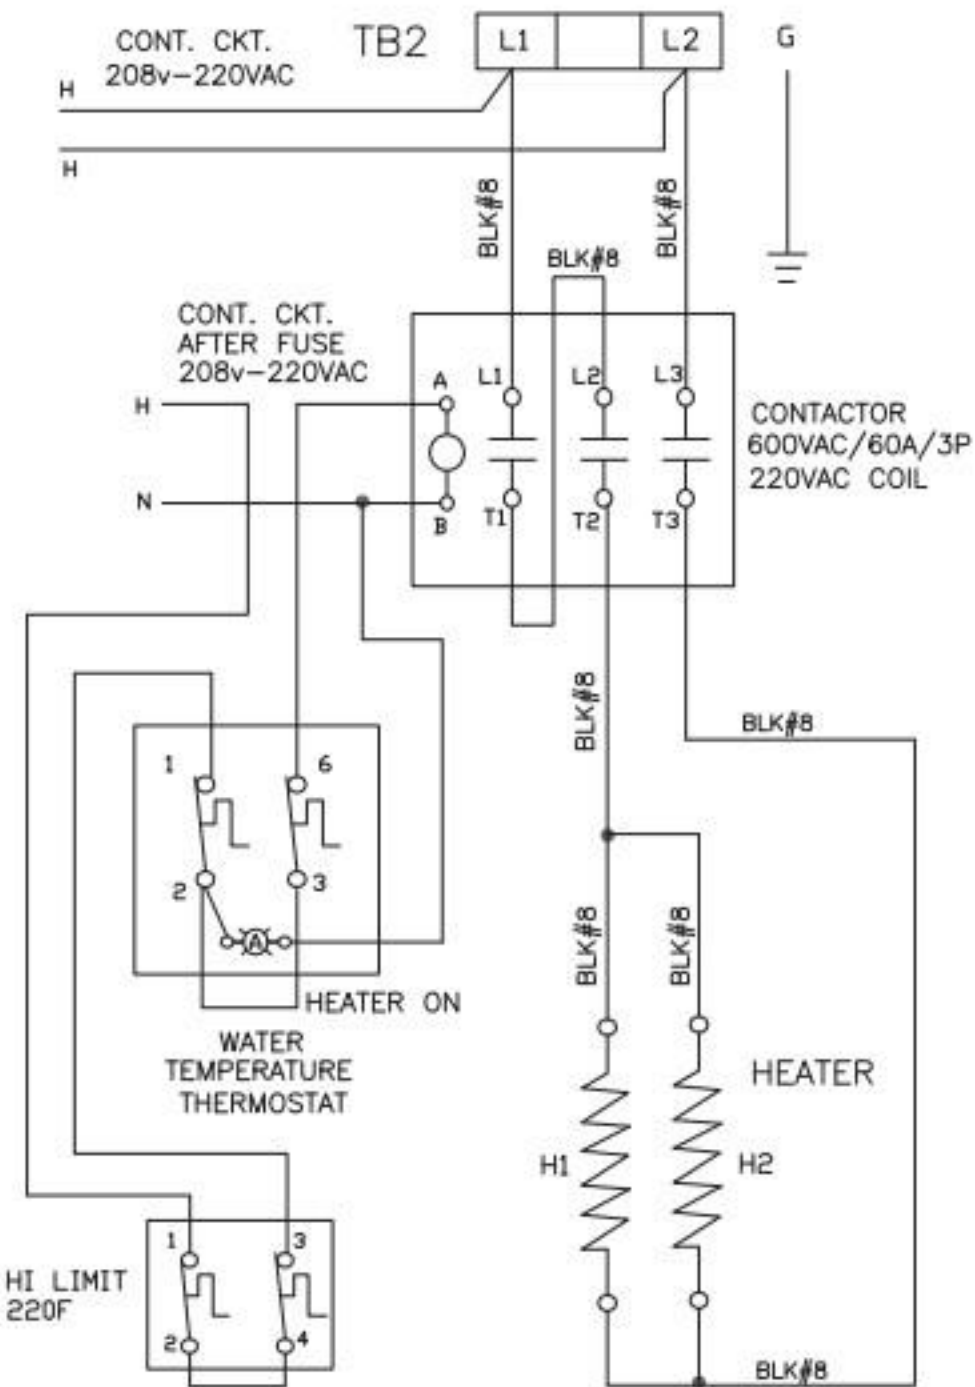 CONT. CKT.
208v-220VAC
TB2
L1
L2
G
H
H
BLK#8
BLK#8
BLK#8
CONT. CKT.
AFTER FUSE
208v-220VAC
H
N
A
B
L1
L2
L3
T1
T2
T3
CONTACTOR
600VAC/60A/3P
220VAC COIL
BLK#8
BLK#8
1
6
2
3
A
HEATER ON
WATER
TEMPERATURE
THERMOSTAT
BLK#8
BLK#8
HEATER
H1
H2
HI LIMIT
220F
1
3
2
4
BLK#8